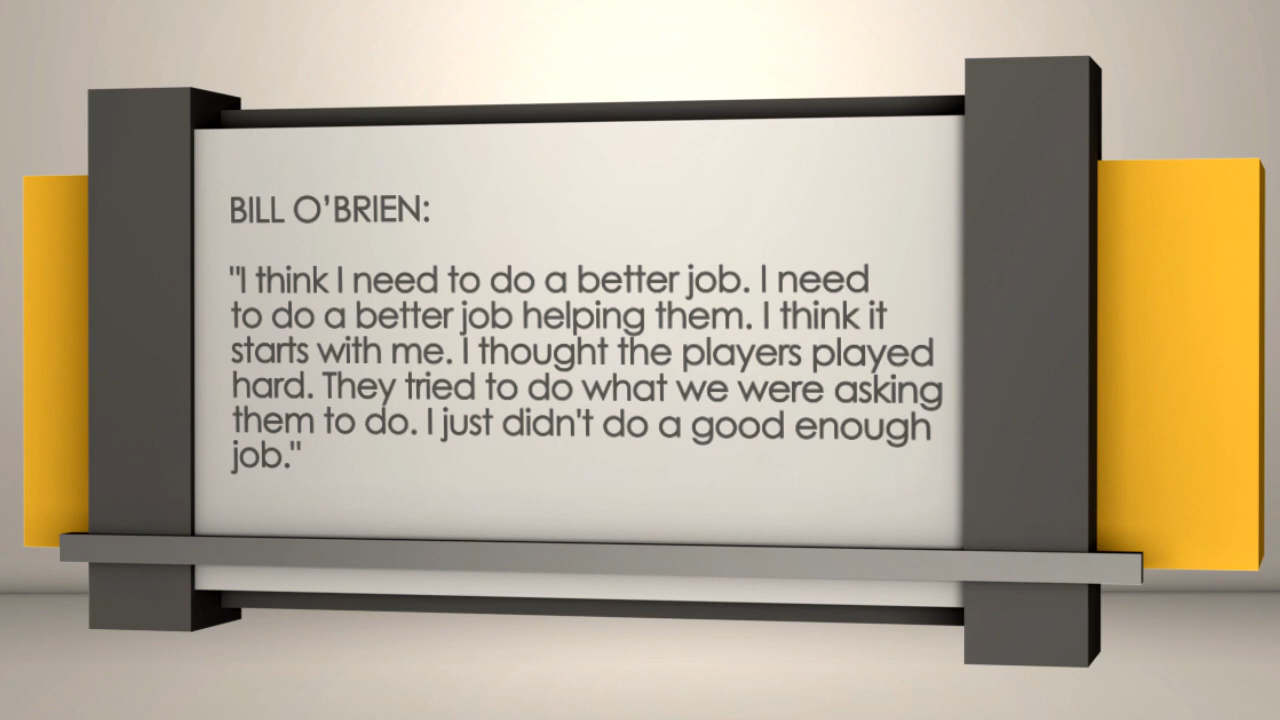 BILL O’BRIEN:
"I think I need to do a better job. I need
to do a better job helping them. I think it
starts with me. I thought the players played
hard. They tried to do what we were asking
them to do. I just didn't do a good enough
job."